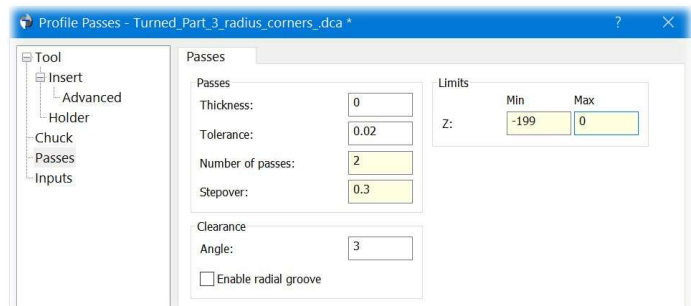 Profile Passes - Turned_Part_3_radius_corners_.dca *
? ×
Tool
Insert
Advanced
Holder
Chuck
Passes
Inputs
Passes
Passes
Thickness: 0
Tolerance: 0.02
Number of passes: 2
Stepover: 0.3
Clearance
Angle: 3
Enable radial groove
Limits
Min Max
Z: -199 0